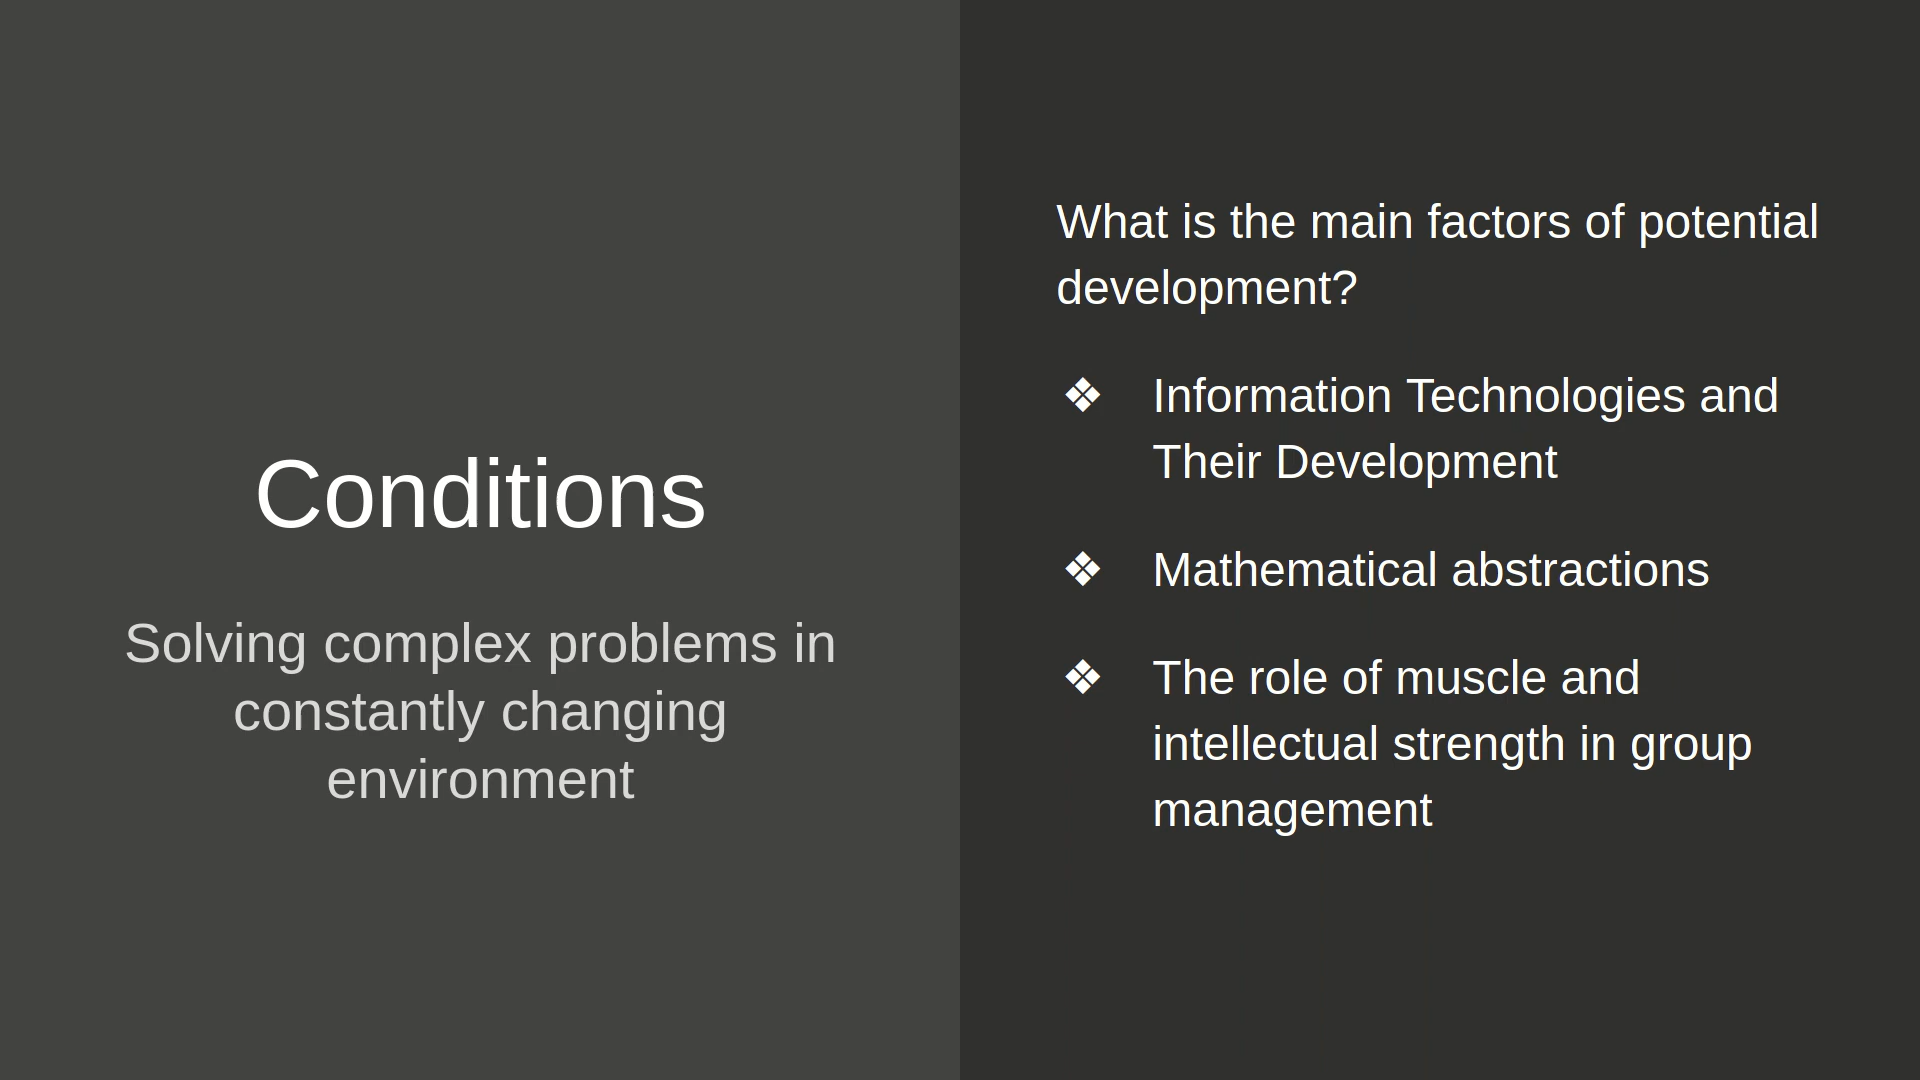 Conditions
Solving complex problems in
constantly changing
environment
What is the main factors of potential
development?
❖ Information Technologies and
Their Development
❖ Mathematical abstractions
❖ The role of muscle and
intellectual strength in group
management